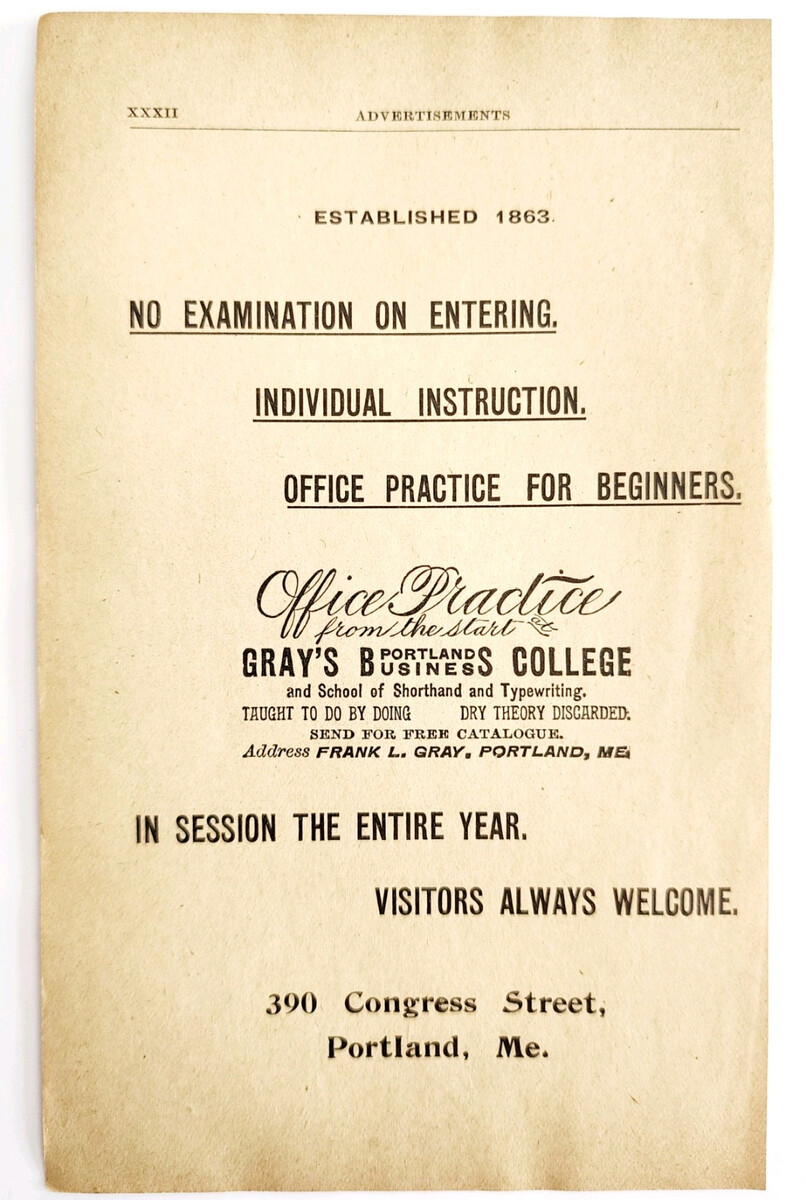 XXXII ADVERTISEMENTS
ESTABLISHED 1863.
NO EXAMINATION ON ENTERING.
INDIVIDUAL INSTRUCTION.
OFFICE PRACTICE FOR BEGINNERS.
Office Practice
from the start at
GRAY'S PORTLAND BUSINESS COLLEGE
and School of Shorthand and Typewriting.
TAUGHT TO DO BY DOING DRY THEORY DISCARDED.
SEND FOR FREE CATALOGUE.
Address FRANK L. GRAY, PORTLAND, ME.
IN SESSION THE ENTIRE YEAR.
VISITORS ALWAYS WELCOME.
390 Congress Street,
Portland, Me.